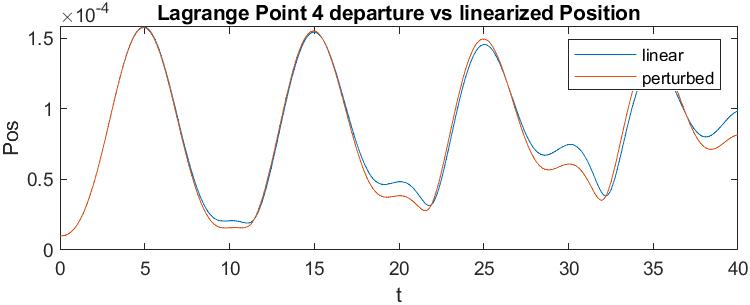 Lagrange Point 4 departure vs linearized Position
×10⁻⁴
1.5
1
0.5
0
Pos
linear
perturbed
0 5 10 15 20 25 30 35 40
t